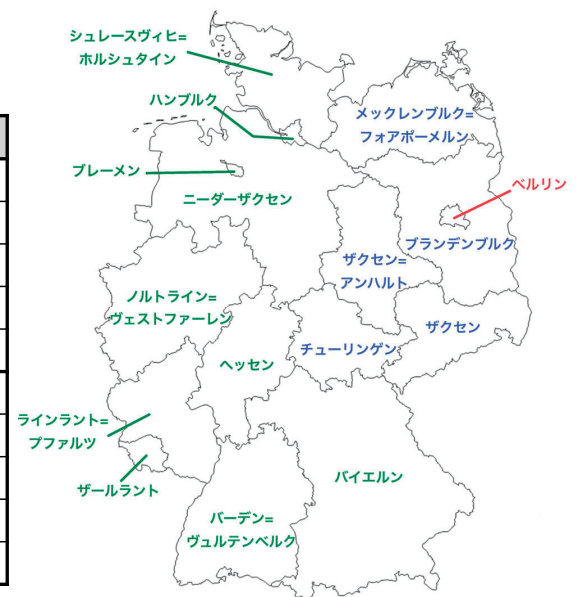 シュレースヴィヒ=
ホルシュタイン
ハンブルク
メックレンブルク=
フォアポーメルン
ブレーメン
ベルリン
ニーダーザクセン
ブランデンブルク
ザクセン=
アンハルト
ノルトライン=
ヴェストファーレン
ザクセン
チューリンゲン
ヘッセン
ラインラント=
プファルツ
バイエルン
ザールラント
バーデン=
ヴュルテンベルク